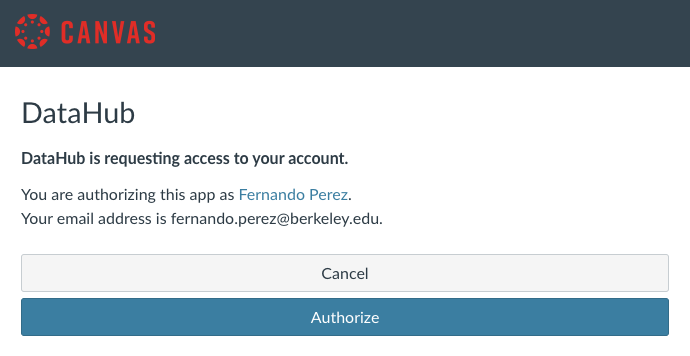 CANVAS
DataHub
DataHub is requesting access to your account.
You are authorizing this app as Fernando Perez.
Your email address is fernando.perez@berkeley.edu.
Cancel
Authorize